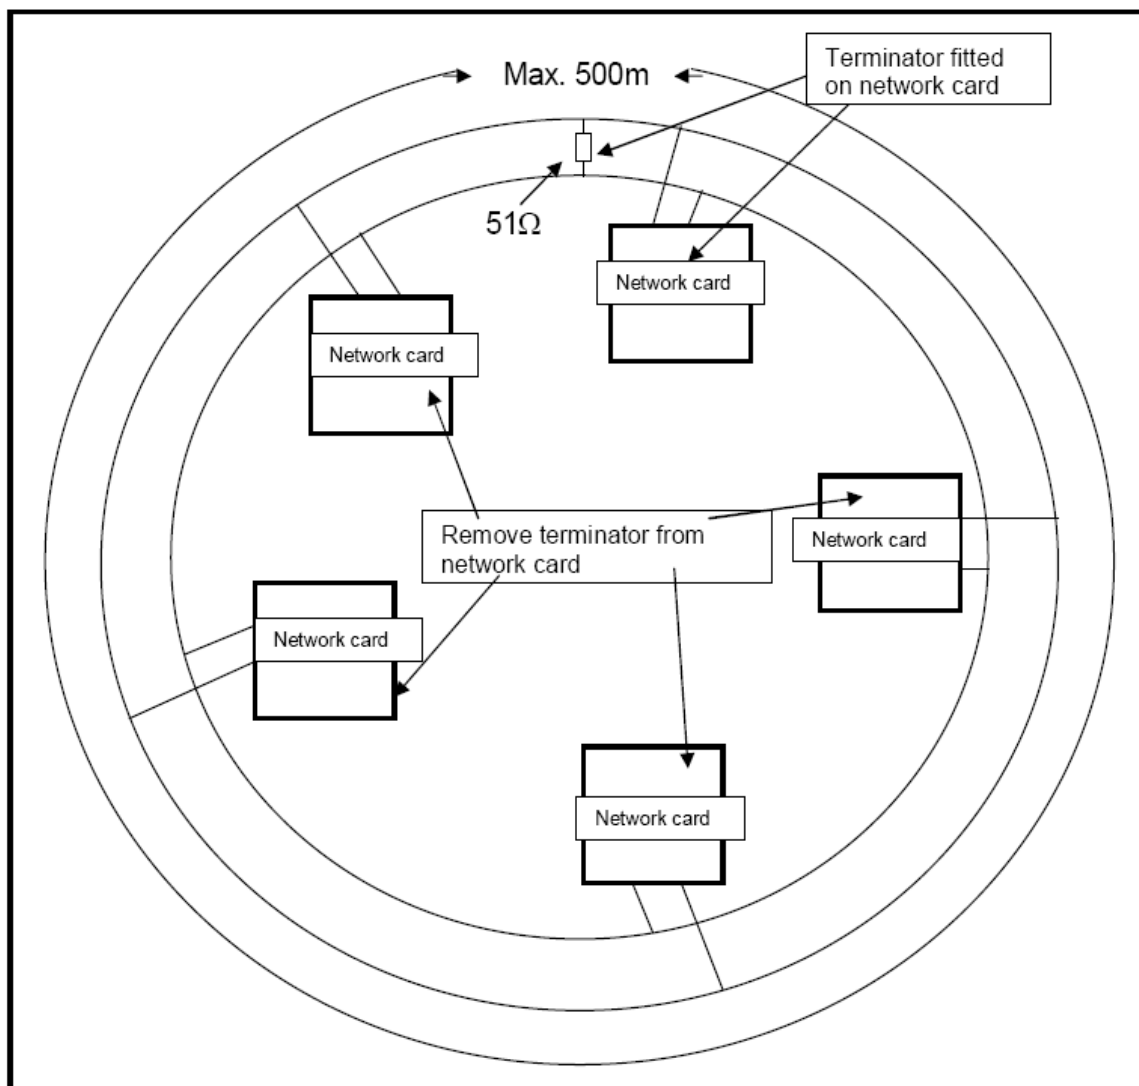 Max. 500m
Terminator fitted
on network card
51Ω
Network card
Network card
Remove terminator from
network card
Network card
Network card
Network card